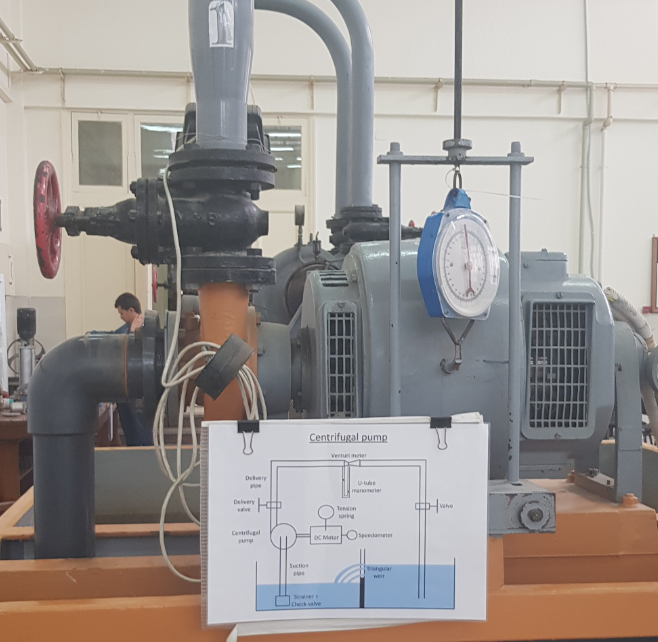 Centrifugal pump
Venturi meter
Delivery
pipe
U-tube
manometer
Delivery
valve
Valve
Tension
spring
Centrifugal
pump
DC Motor
Speedometer
Suction
pipe
Triangular
weir
Strainer +
Check valve